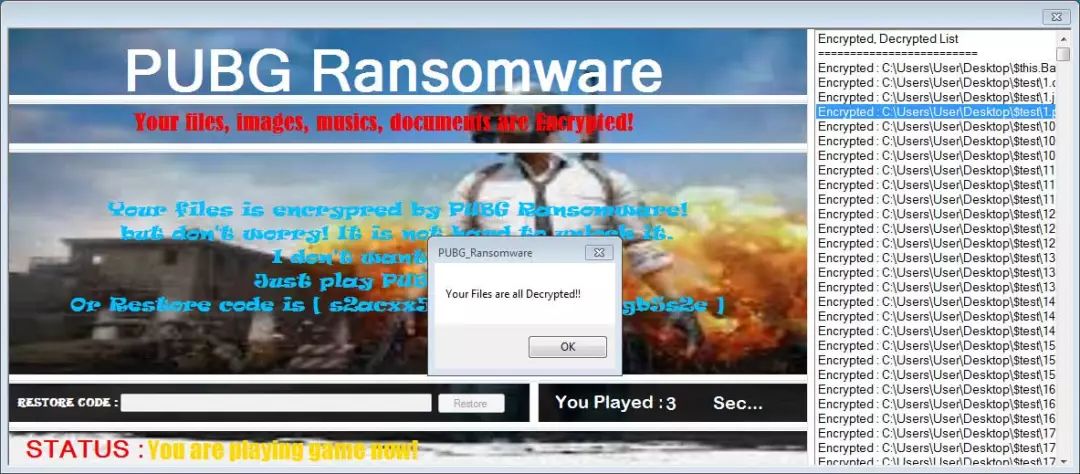 PUBG Ransomware
Your files, images, musics, documents are Encrypted!
Your files is encrypred by PUBG Ransomware!
but don't worry! It is not hard to unlock it.
I don't want
Just play PUB
Or Restore code is [ s2acxx5 gb5s2e ]
PUBG_Ransomware
Your Files are all Decrypted!!
OK
RESTORE CODE :
Restore
You Played : 3 Sec...
STATUS : You are playing game now!
Encrypted, Decrypted List
========================
Encrypted : C:\Users\User\Desktop\$this.Ba
Encrypted : C:\Users\User\Desktop\$test\1.c
Encrypted : C:\Users\User\Desktop\$test\1.j
Encrypted : C:\Users\User\Desktop\$test\1.p
Encrypted : C:\Users\User\Desktop\$test\10
Encrypted : C:\Users\User\Desktop\$test\10
Encrypted : C:\Users\User\Desktop\$test\10
Encrypted : C:\Users\User\Desktop\$test\11
Encrypted : C:\Users\User\Desktop\$test\11
Encrypted : C:\Users\User\Desktop\$test\11
Encrypted : C:\Users\User\Desktop\$test\12
Encrypted : C:\Users\User\Desktop\$test\12
Encrypted : C:\Users\User\Desktop\$test\12
Encrypted : C:\Users\User\Desktop\$test\13
Encrypted : C:\Users\User\Desktop\$test\13
Encrypted : C:\Users\User\Desktop\$test\13
Encrypted : C:\Users\User\Desktop\$test\14
Encrypted : C:\Users\User\Desktop\$test\14
Encrypted : C:\Users\User\Desktop\$test\14
Encrypted : C:\Users\User\Desktop\$test\15
Encrypted : C:\Users\User\Desktop\$test\15
Encrypted : C:\Users\User\Desktop\$test\15
Encrypted : C:\Users\User\Desktop\$test\16
Encrypted : C:\Users\User\Desktop\$test\16
Encrypted : C:\Users\User\Desktop\$test\16
Encrypted : C:\Users\User\Desktop\$test\17
Encrypted : C:\Users\User\Desktop\$test\17
Encrypted : C:\Users\User\Desktop\$test\17